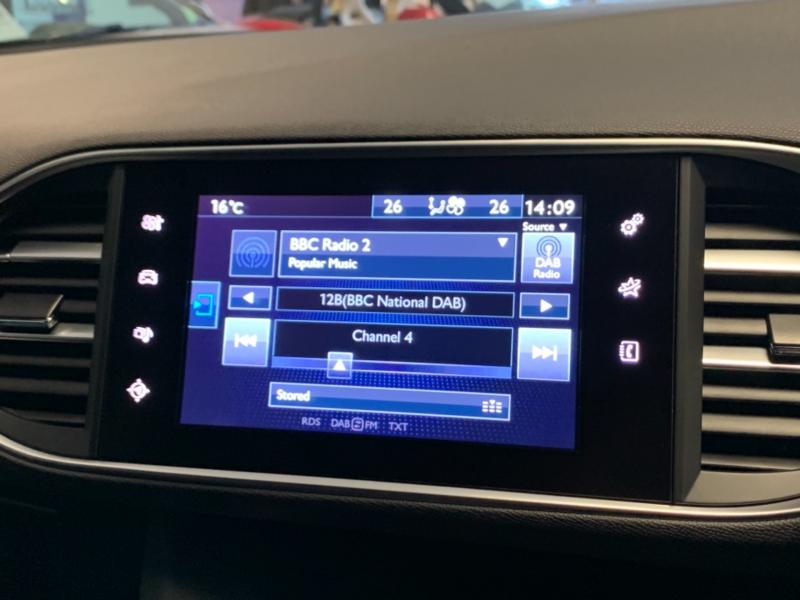 16°C 26 26 14:09
Source
BBC Radio 2
Popular Music
DAB
Radio
12B(BBC National DAB)
Channel 4
Stored
RDS DAB FM TXT